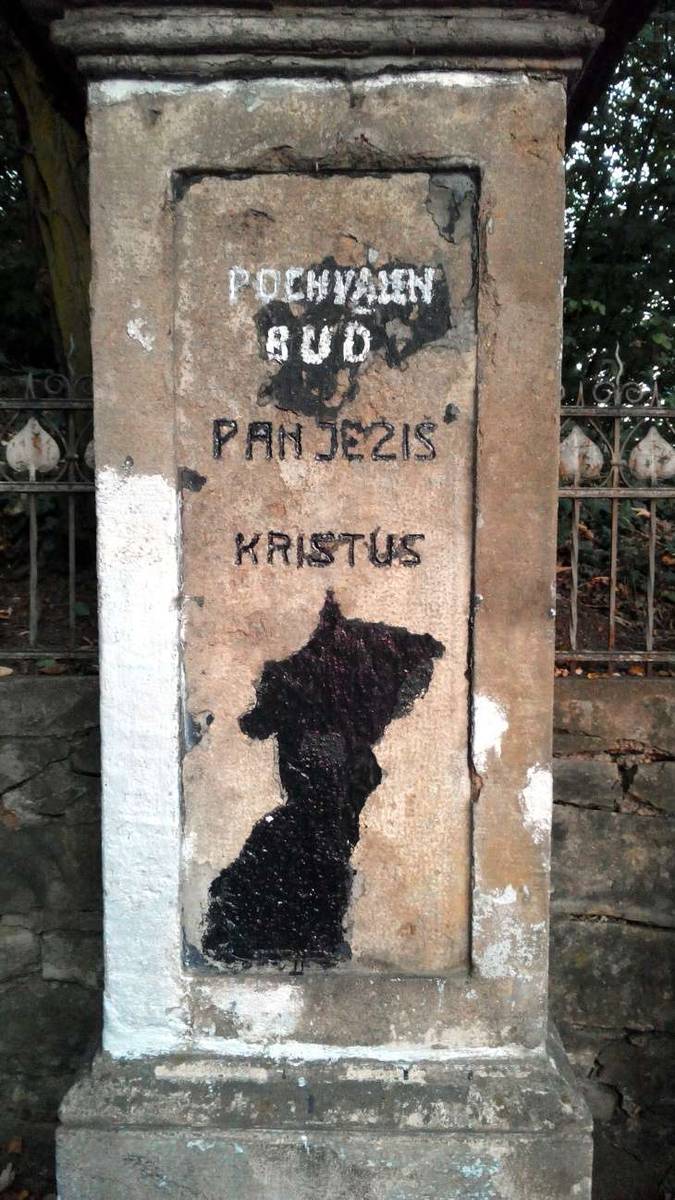 POCHVÁLEN
BUD
PAN JEZIS
KRISTUS